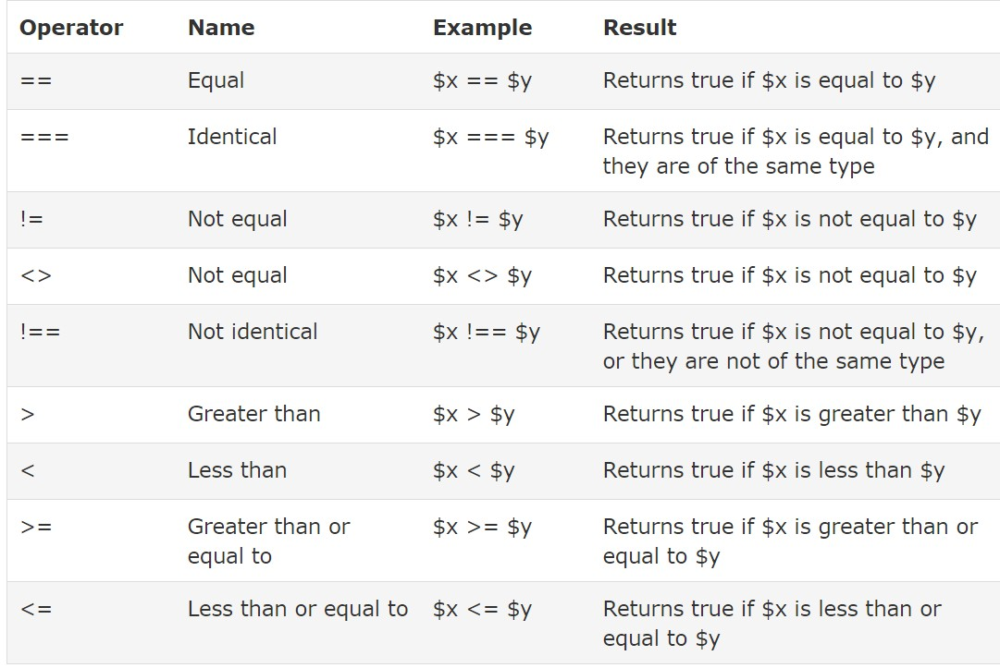 Operator Name Example Result
== Equal $x == $y Returns true if $x is equal to $y
=== Identical $x === $y Returns true if $x is equal to $y, and
they are of the same type
!= Not equal $x != $y Returns true if $x is not equal to $y
<> Not equal $x <> $y Returns true if $x is not equal to $y
!== Not identical $x !== $y Returns true if $x is not equal to $y,
or they are not of the same type
> Greater than $x > $y Returns true if $x is greater than $y
< Less than $x < $y Returns true if $x is less than $y
>= Greater than or $x >= $y Returns true if $x is greater than or
equal to equal to $y
<= Less than or equal to $x <= $y Returns true if $x is less than or
equal to $y